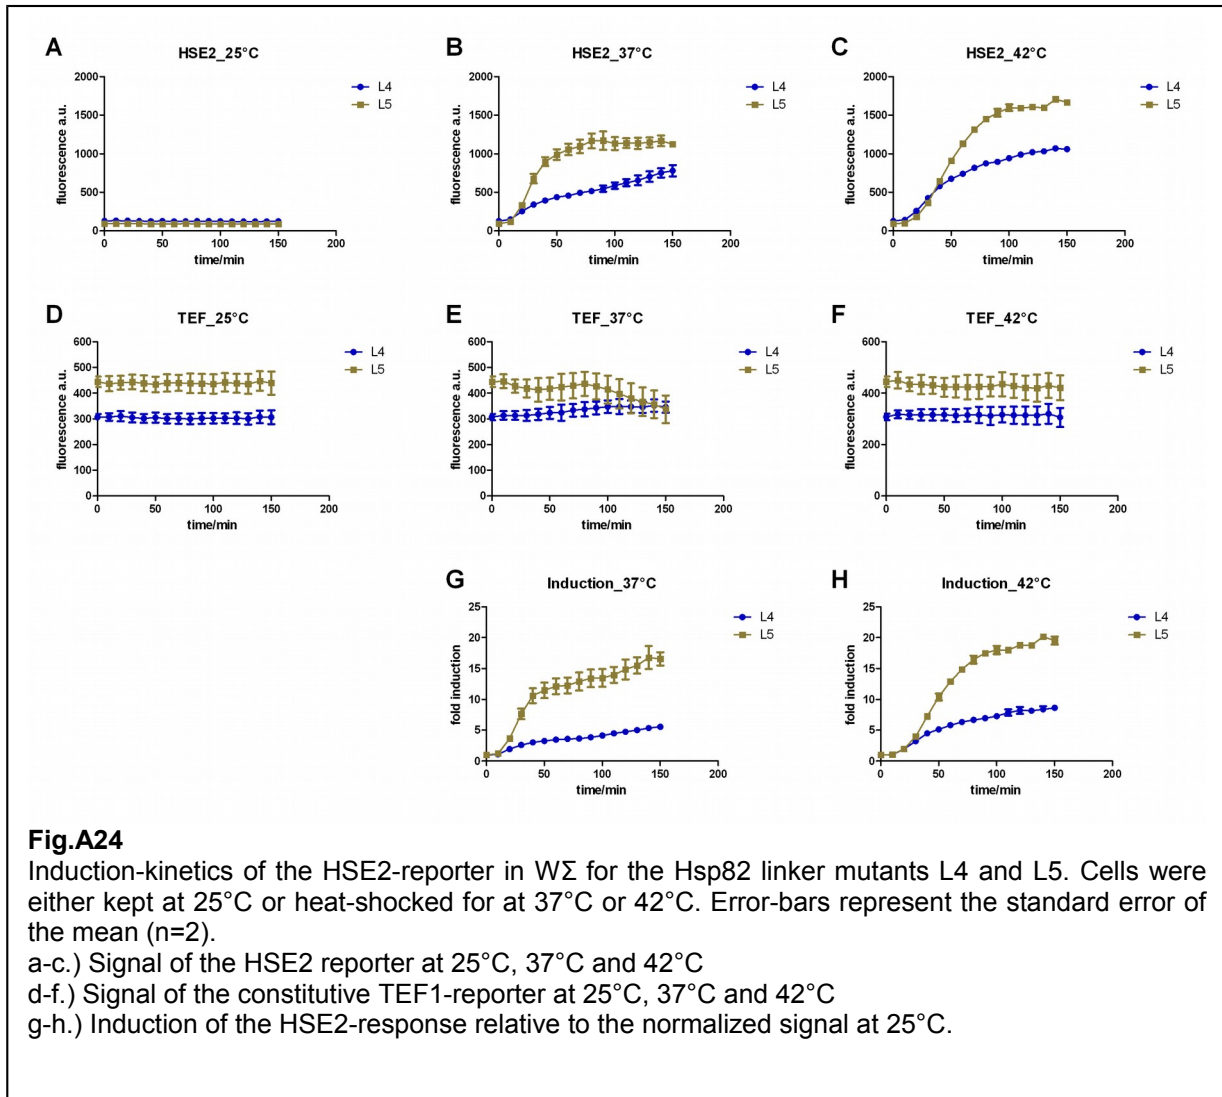 A
HSE2_25°C
2000
1500
1000
500
0
fluorescence a.u.
0 50 100 150 200
time/min
L4
L5
B
HSE2_37°C
2000
1500
1000
500
0
fluorescence a.u.
0 50 100 150 200
time/min
L4
L5
C
HSE2_42°C
2000
1500
1000
500
0
fluorescence a.u.
0 50 100 150 200
time/min
L4
L5
D
TEF_25°C
600
500
400
300
200
100
0
fluorescence a.u.
0 50 100 150 200
time/min
L4
L5
E
TEF_37°C
600
500
400
300
200
100
0
fluorescence a.u.
0 50 100 150 200
time/min
L4
L5
F
TEF_42°C
600
500
400
300
200
100
0
fluorescence a.u.
0 50 100 150 200
time/min
L4
L5
G
Induction_37°C
25
20
15
10
5
0
fold induction
0 50 100 150 200
time/min
L4
L5
H
Induction_42°C
25
20
15
10
5
0
fold induction
0 50 100 150 200
time/min
L4
L5
Fig.A24
Induction-kinetics of the HSE2-reporter in WΣ for the Hsp82 linker mutants L4 and L5. Cells were
either kept at 25°C or heat-shocked for at 37°C or 42°C. Error-bars represent the standard error of
the mean (n=2).
a-c.) Signal of the HSE2 reporter at 25°C, 37°C and 42°C
d-f.) Signal of the constitutive TEF1-reporter at 25°C, 37°C and 42°C
g-h.) Induction of the HSE2-response relative to the normalized signal at 25°C.